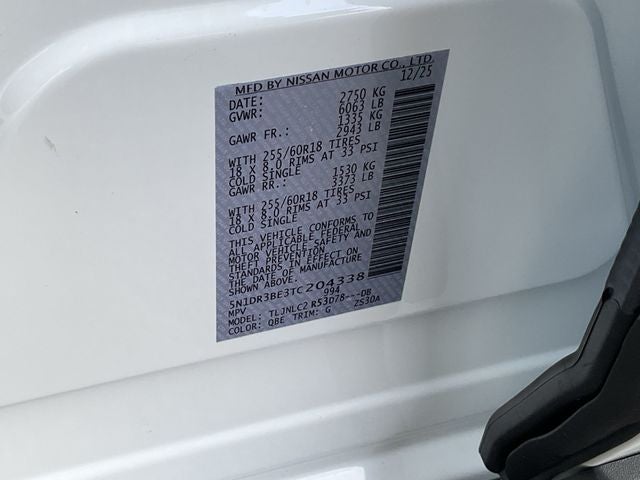 MFD BY NISSAN MOTOR CO., LTD.
DATE: 12/25
GVWR: 2750 KG
6063 LB
GAWR FR.: 1335 KG
2943 LB
WITH 255/60R18 TIRES
18 X 8.0 RIMS AT 33 PSI
COLD SINGLE
GAWR RR.: 1530 KG
3373 LB
WITH 255/60R18 TIRES
18 X 8.0 RIMS AT 33 PSI
COLD SINGLE
THIS VEHICLE CONFORMS TO
ALL APPLICABLE FEDERAL
MOTOR VEHICLE SAFETY AND
THEFT PREVENTION
STANDARDS IN EFFECT ON
THE DATE OF MANUFACTURE
5N1DR3BE3TC204338
MPV 994
MODEL: TLJNLC2 R53D78---DB
COLOR: QBE TRIM: G ZS30A